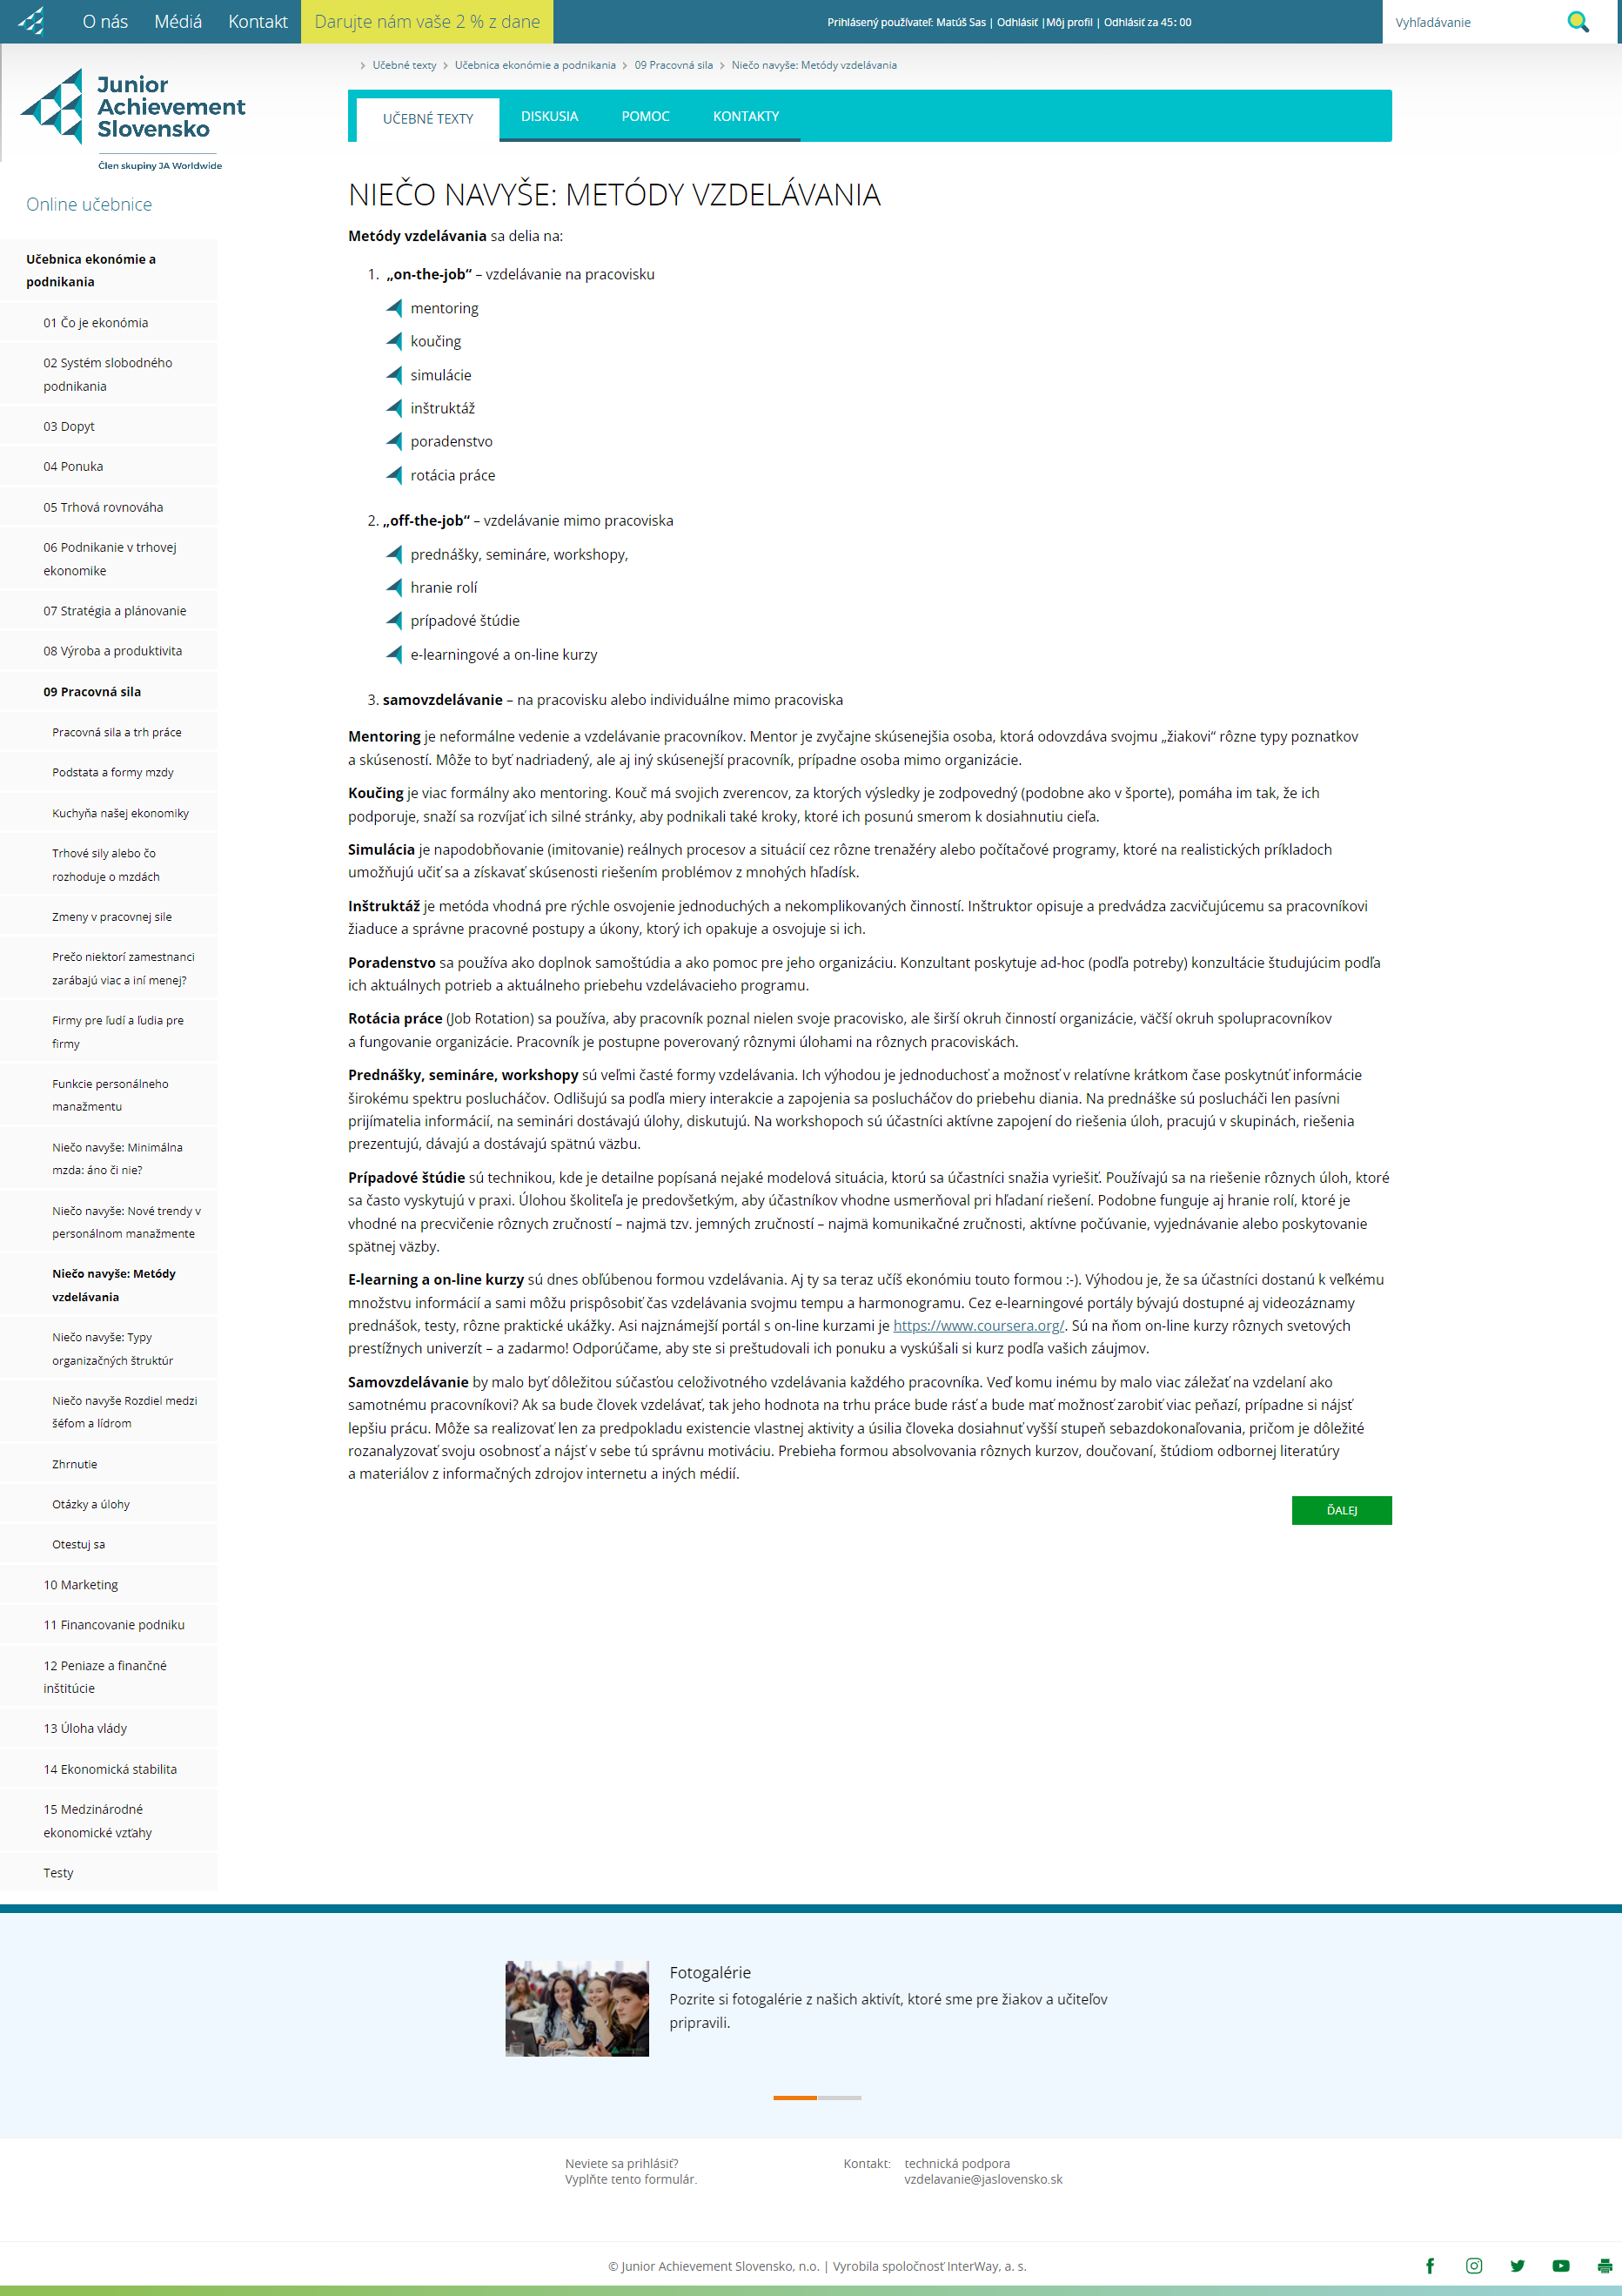 O nás
Médiá
Kontakt
Darujte nám vaše 2 % z dane
Prihlásený používateľ: Matúš Sas | Odhlásiť |Môj profil | Odhlásiť za 45: 00
Vyhľadávanie
Junior
Achievement
Slovensko
Člen skupiny JA Worldwide
Online učebnice
Učebnica ekonómie a
podnikania
01 Čo je ekonómia
02 Systém slobodného
podnikania
03 Dopyt
04 Ponuka
05 Trhová rovnováha
06 Podnikanie v trhovej
ekonomike
07 Stratégia a plánovanie
08 Výroba a produktivita
09 Pracovná sila
Pracovná sila a trh práce
Podstata a formy mzdy
Kuchyňa našej ekonomiky
Trhové sily alebo čo
rozhoduje o mzdách
Zmeny v pracovnej sile
Prečo niektorí zamestnanci
zarábajú viac a iní menej?
Firmy pre ľudí a ľudia pre
firmy
Funkcie personálneho
manažmentu
Niečo navyše: Minimálna
mzda: áno či nie?
Niečo navyše: Nové trendy v
personálnom manažmente
Niečo navyše: Metódy
vzdelávania
Niečo navyše: Typy
organizačných štruktúr
Niečo navyše Rozdiel medzi
šéfom a lídrom
Zhrnutie
Otázky a úlohy
Otestuj sa
10 Marketing
11 Financovanie podniku
12 Peniaze a finančné
inštitúcie
13 Úloha vlády
14 Ekonomická stabilita
15 Medzinárodné
ekonomické vzťahy
Testy
Učebné texty
Učebnica ekonómie a podnikania
09 Pracovná sila
Niečo navyše: Metódy vzdelávania
UČEBNÉ TEXTY
DISKUSIA
POMOC
KONTAKTY
NIEČO NAVYŠE: METÓDY VZDELÁVANIA
Metódy vzdelávania sa delia na:
1. „on-the-job“ – vzdelávanie na pracovisku
mentoring
koučing
simulácie
inštruktáž
poradenstvo
rotácia práce
2. „off-the-job“ – vzdelávanie mimo pracoviska
prednášky, semináre, workshopy,
hranie rolí
prípadové štúdie
e-learningové a on-line kurzy
3. samovzdelávanie – na pracovisku alebo individuálne mimo pracoviska
Mentoring je neformálne vedenie a vzdelávanie pracovníkov. Mentor je zvyčajne skúsenejšia osoba, ktorá odovzdáva svojmu „žiakovi“ rôzne typy poznatkov
a skúseností. Môže to byť nadriadený, ale aj iný skúsenejší pracovník, prípadne osoba mimo organizácie.
Koučing je viac formálny ako mentoring. Kouč má svojich zverencov, za ktorých výsledky je zodpovedný (podobne ako v športe), pomáha im tak, že ich
podporuje, snaží sa rozvíjať ich silné stránky, aby podnikali také kroky, ktoré ich posunú smerom k dosiahnutiu cieľa.
Simulácia je napodobňovanie (imitovanie) reálnych procesov a situácií cez rôzne trenažéry alebo počítačové programy, ktoré na realistických príkladoch
umožňujú učiť sa a získavať skúsenosti riešením problémov z mnohých hľadísk.
Inštruktáž je metóda vhodná pre rýchle osvojenie jednoduchých a nekomplikovaných činností. Inštruktor opisuje a predvádza zacvičujúcemu sa pracovníkovi
žiaduce a správne pracovné postupy a úkony, ktorý ich opakuje a osvojuje si ich.
Poradenstvo sa používa ako doplnok samoštúdia a ako pomoc pre jeho organizáciu. Konzultant poskytuje ad-hoc (podľa potreby) konzultácie študujúcim podľa
ich aktuálnych potrieb a aktuálneho priebehu vzdelávacieho programu.
Rotácia práce (Job Rotation) sa používa, aby pracovník poznal nielen svoje pracovisko, ale širší okruh činností organizácie, väčší okruh spolupracovníkov
a fungovanie organizácie. Pracovník je postupne poverovaný rôznymi úlohami na rôznych pracoviskách.
Prednášky, semináre, workshopy sú veľmi časté formy vzdelávania. Ich výhodou je jednoduchosť a možnosť v relatívne krátkom čase poskytnúť informácie
širokému spektru poslucháčov. Odlišujú sa podľa miery interakcie a zapojenia sa poslucháčov do priebehu diania. Na prednáške sú poslucháči len pasívni
prijímatelia informácií, na seminári dostávajú úlohy, diskutujú. Na workshopoch sú účastníci aktívne zapojení do riešenia úloh, pracujú v skupinách, riešenia
prezentujú, dávajú a dostávajú spätnú väzbu.
Prípadové štúdie sú technikou, kde je detailne popísaná nejaké modelová situácia, ktorú sa účastníci snažia vyriešiť. Používajú sa na riešenie rôznych úloh, ktoré
sa často vyskytujú v praxi. Úlohou školiteľa je predovšetkým, aby účastníkov vhodne usmerňoval pri hľadaní riešení. Podobne funguje aj hranie rolí, ktoré je
vhodné na precvičenie rôznych zručností – najmä tzv. jemných zručností – najmä komunikačné zručnosti, aktívne počúvanie, vyjednávanie alebo poskytovanie
spätnej väzby.
E-learning a on-line kurzy sú dnes obľúbenou formou vzdelávania. Aj ty sa teraz učíš ekonómiu touto formou :-). Výhodou je, že sa účastníci dostanú k veľkému
množstvu informácií a sami môžu prispôsobiť čas vzdelávania svojmu tempu a harmonogramu. Cez e-learningové portály bývajú dostupné aj videozáznamy
prednášok, testy, rôzne praktické ukážky. Asi najznámejší portál s on-line kurzami je https://www.coursera.org/. Sú na ňom on-line kurzy rôznych svetových
prestížnych univerzít – a zadarmo! Odporúčame, aby ste si preštudovali ich ponuku a vyskúšali si kurz podľa vašich záujmov.
Samovzdelávanie by malo byť dôležitou súčasťou celoživotného vzdelávania každého pracovníka. Veď komu inému by malo viac záležať na vzdelaní ako
samotnému pracovníkovi? Ak sa bude človek vzdelávať, tak jeho hodnota na trhu práce bude rásť a bude mať možnosť zarobiť viac peňazí, prípadne si nájsť
lepšiu prácu. Môže sa realizovať len za predpokladu existencie vlastnej aktivity a úsilia človeka dosiahnuť vyšší stupeň sebazdokonaľovania, pričom je dôležité
rozanalyzovať svoju osobnosť a nájsť v sebe tú správnu motiváciu. Prebieha formou absolvovania rôznych kurzov, doučovaní, štúdiom odbornej literatúry
a materiálov z informačných zdrojov internetu a iných médií.
ĎALEJ
Fotogalérie
Pozrite si fotogalérie z našich aktivít, ktoré sme pre žiakov a učiteľov
pripravili.
Neviete sa prihlásiť?
Vyplňte tento formulár.
Kontakt:
technická podpora
vzdelavanie@jaslovensko.sk
© Junior Achievement Slovensko, n.o. | Vyrobila spoločnosť InterWay, a. s.